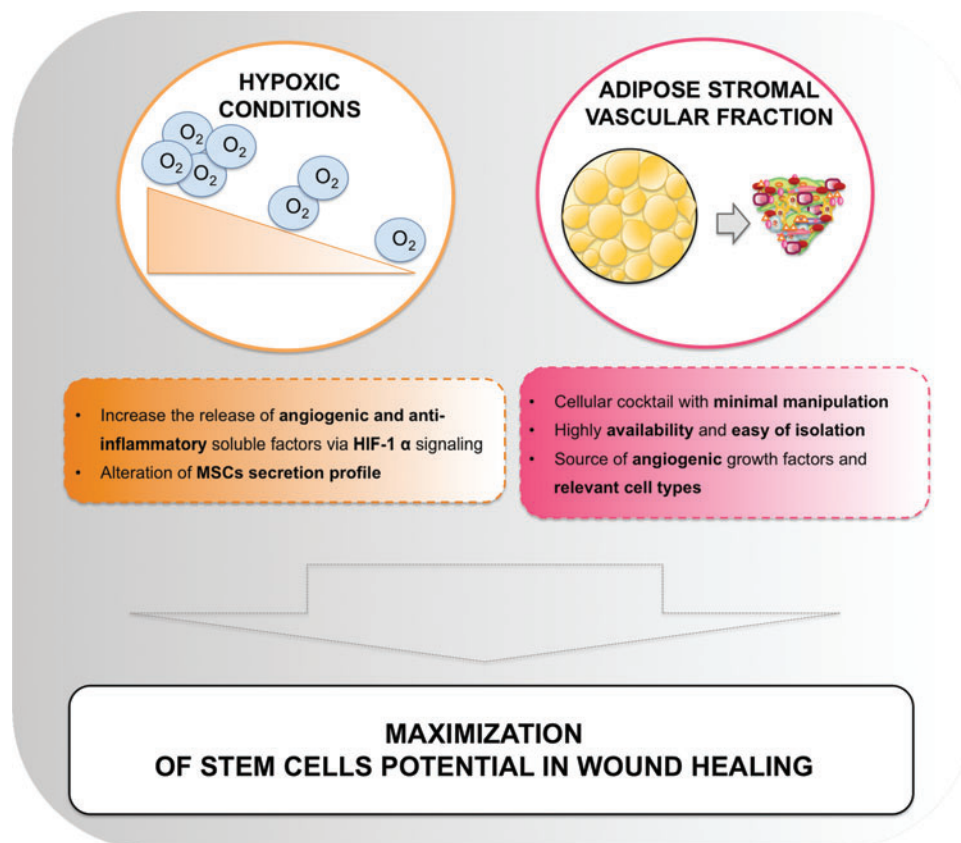 HYPOXIC
CONDITIONS
O2
O2
O2
O2
O2
O2
O2
ADIPOSE STROMAL
VASCULAR FRACTION
• Increase the release of angiogenic and anti-
inflammatory soluble factors via HIF-1 α signaling
• Alteration of MSCs secretion profile
• Cellular cocktail with minimal manipulation
• Highly availability and easy of isolation
• Source of angiogenic growth factors and
relevant cell types
MAXIMIZATION
OF STEM CELLS POTENTIAL IN WOUND HEALING